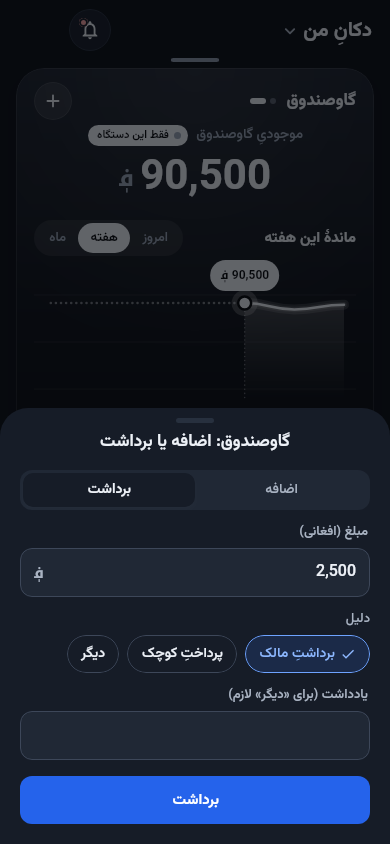 دکانِ من
گاوصندوق
موجودیِ گاوصندوق فقط این دستگاه
90,500 ؋
ماندهٔ این هفته
امروز هفته ماه
90,500 ؋
گاوصندوق: اضافه یا برداشت
اضافه برداشت
مبلغ (افغانی)
2,500 ؋
دلیل
برداشتِ مالک پرداختِ کوچک دیگر
یادداشت (برای «دیگر» لازم)
برداشت